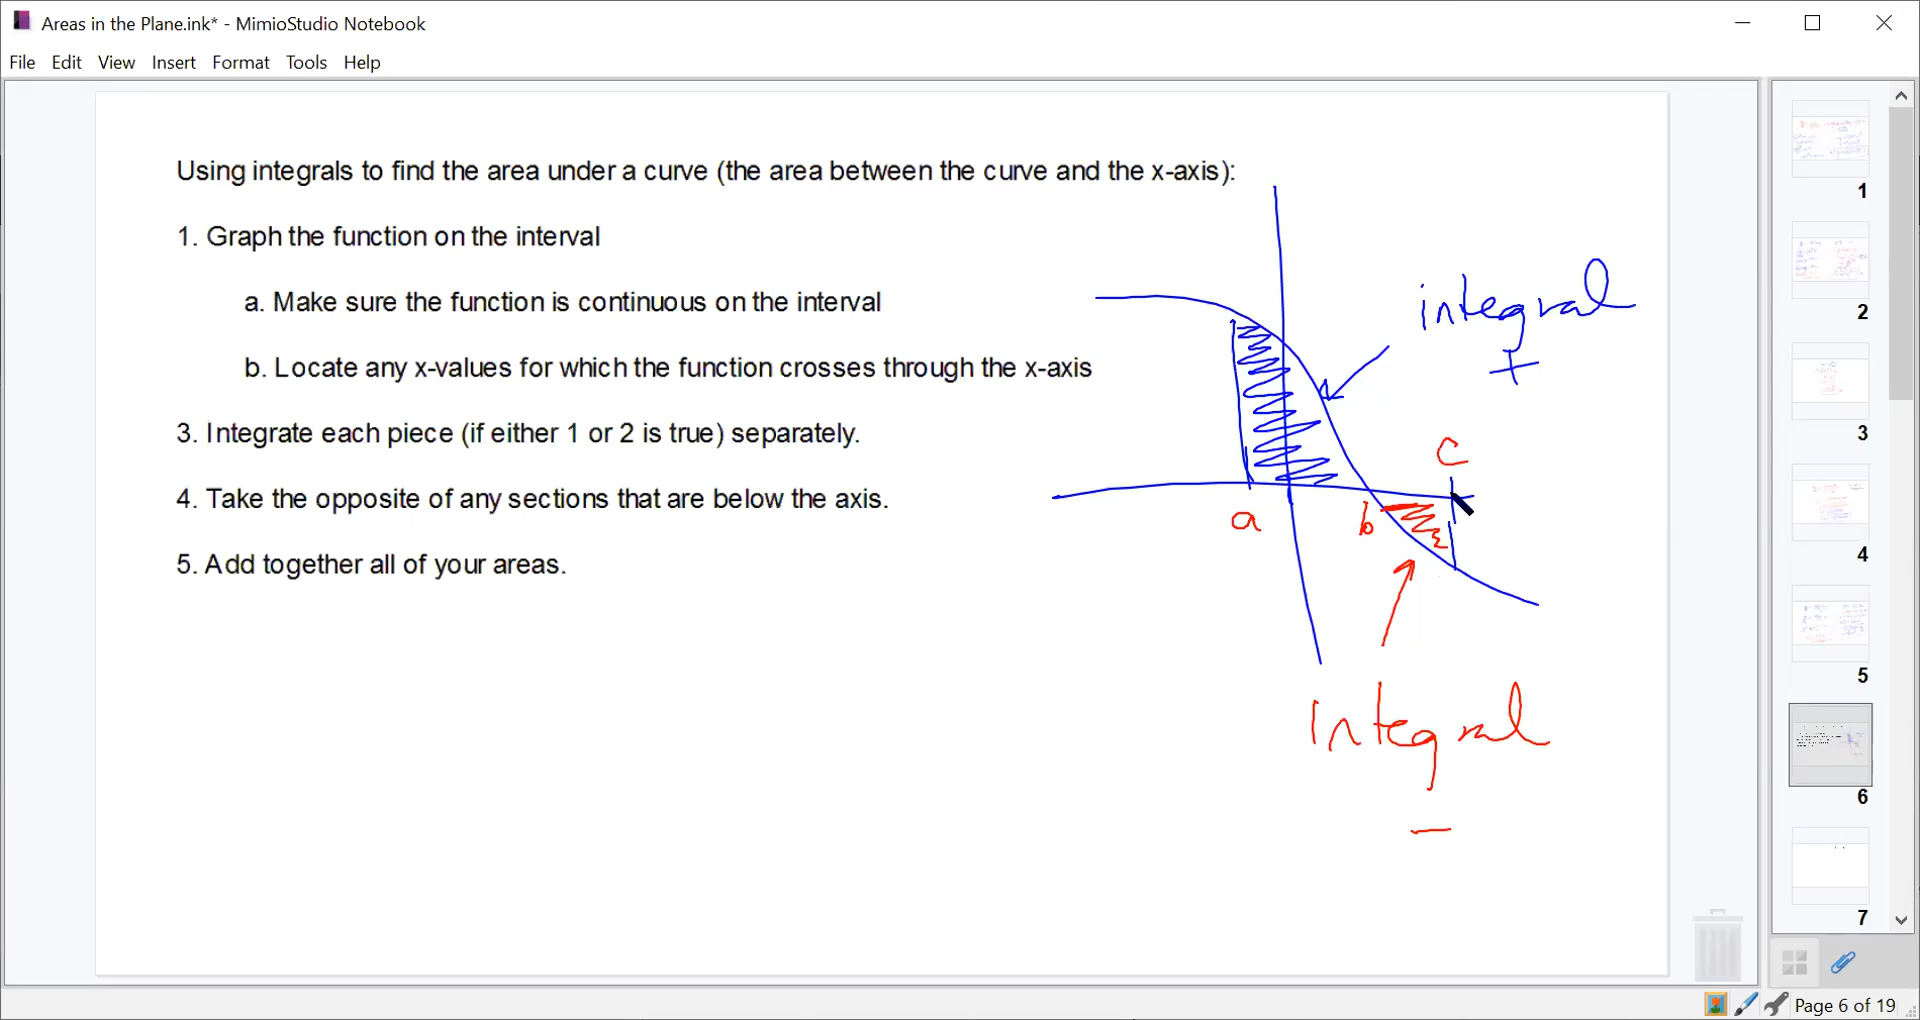 Areas in the Plane.ink* - MimioStudio Notebook
File Edit View Insert Format Tools Help
Using integrals to find the area under a curve (the area between the curve and the x-axis):
1. Graph the function on the interval
a. Make sure the function is continuous on the interval
b. Locate any x-values for which the function crosses through the x-axis
3. Integrate each piece (if either 1 or 2 is true) separately.
4. Take the opposite of any sections that are below the axis.
5. Add together all of your areas.
integral
+
c
a
b
integral
−
1
2
3
4
5
6
7
Page 6 of 19